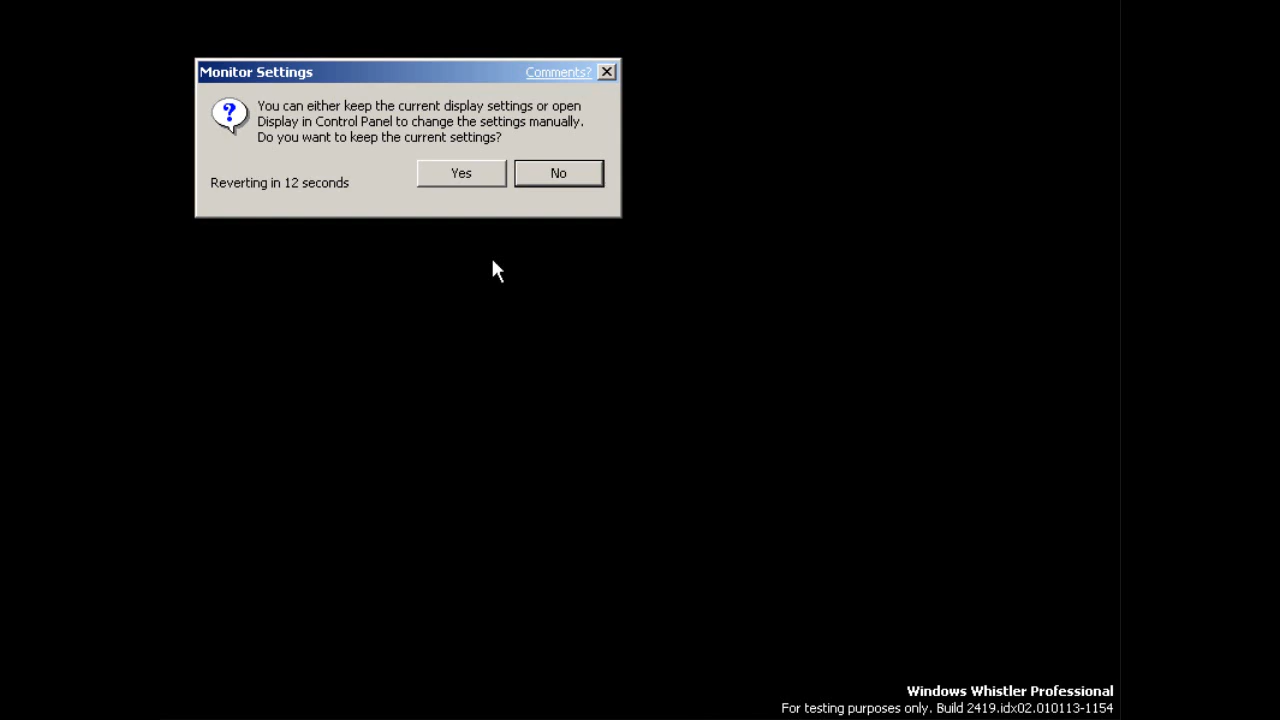 Monitor Settings Comments?
You can either keep the current display settings or open
Display in Control Panel to change the settings manually.
Do you want to keep the current settings?
Yes No
Reverting in 12 seconds
Windows Whistler Professional
For testing purposes only. Build 2419.idx02.010113-1154